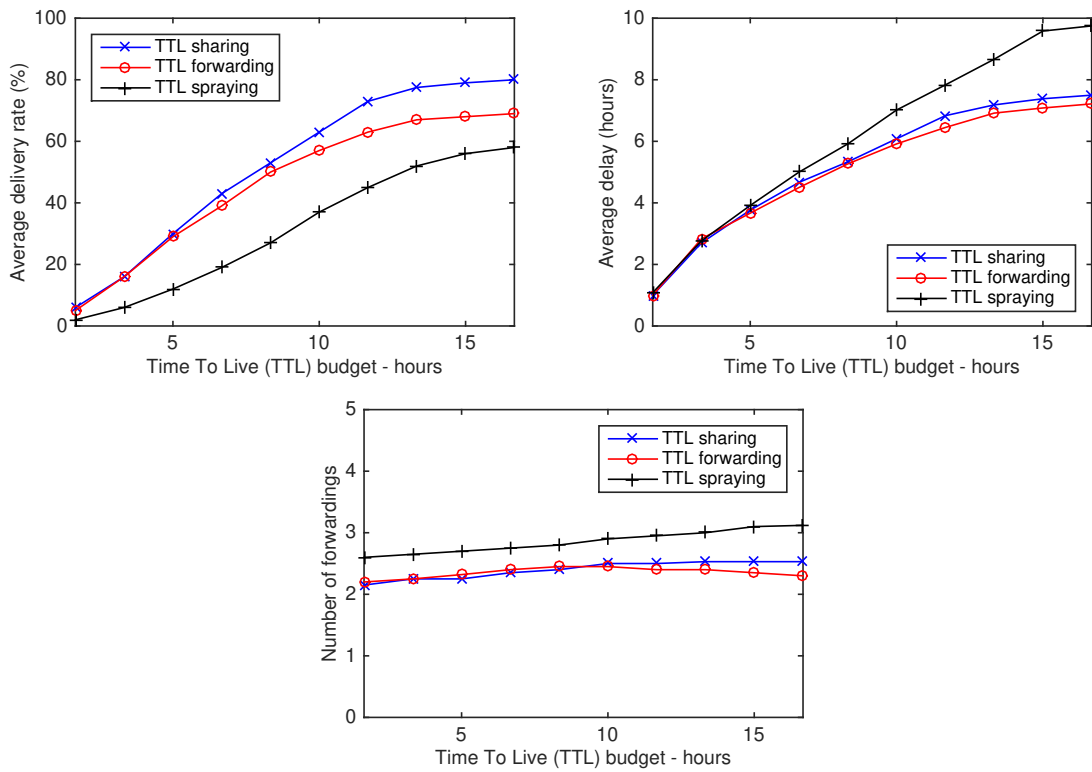 100
80
60
40
20
0
Average delivery rate (%)
TTL sharing
TTL forwarding
TTL spraying
5
10
15
Time To Live (TTL) budget - hours
10
8
6
4
2
0
Average delay (hours)
TTL sharing
TTL forwarding
TTL spraying
5
10
15
Time To Live (TTL) budget - hours
5
4
3
2
1
0
Number of forwardings
TTL sharing
TTL forwarding
TTL spraying
5
10
15
Time To Live (TTL) budget - hours